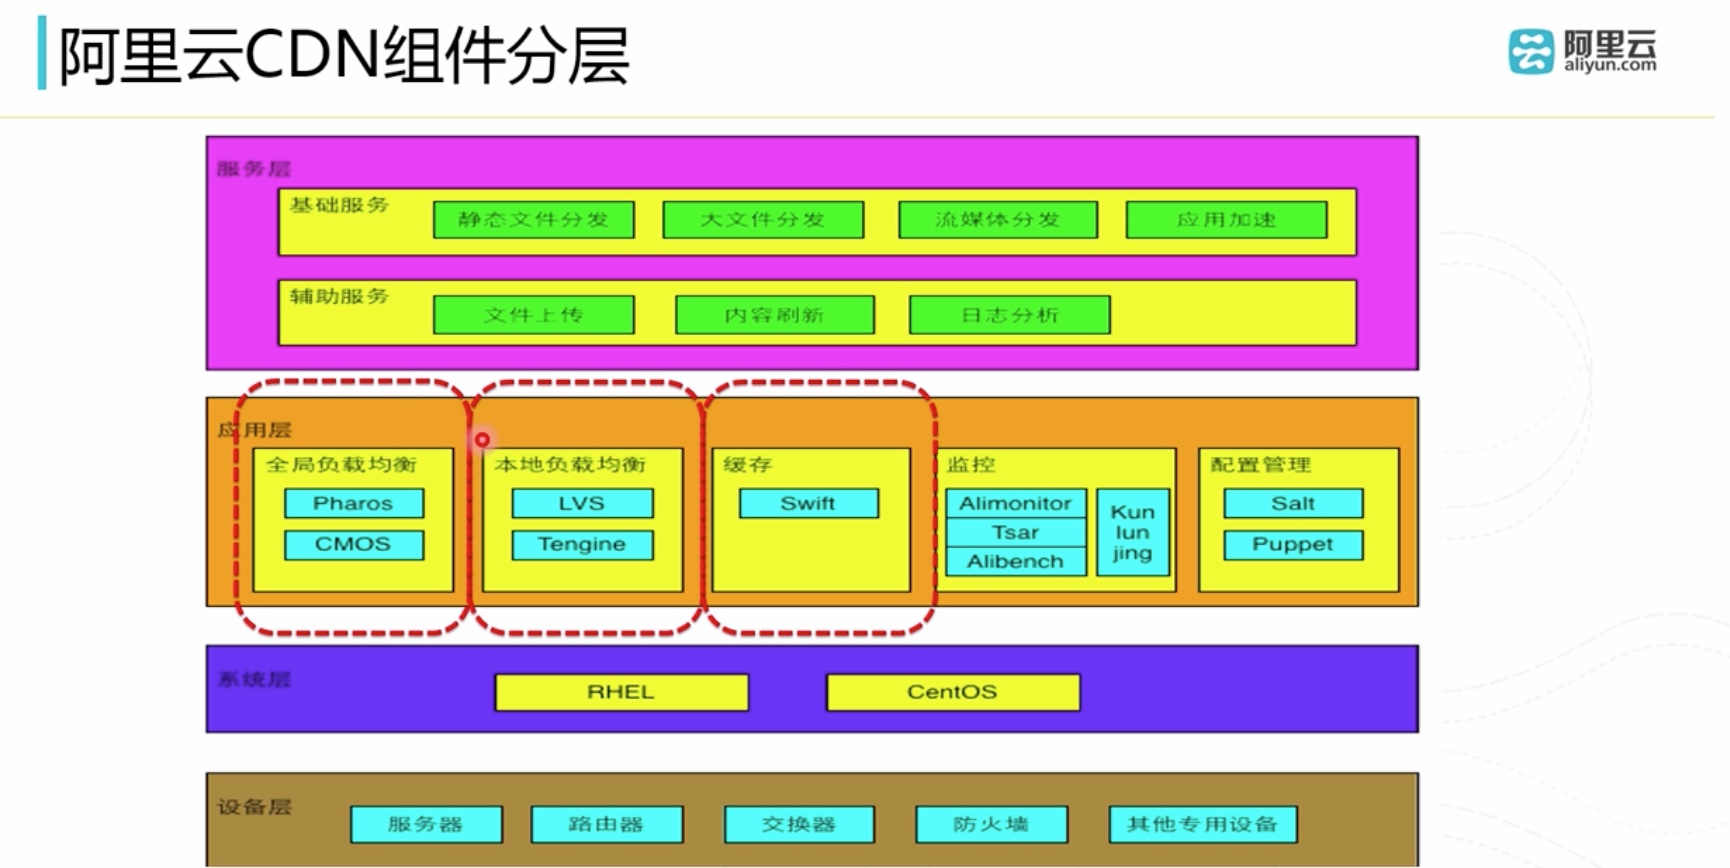 阿里云CDN组件分层
阿里云
aliyun.com
服务层
基础服务
静态文件分发
大文件分发
流媒体分发
应用加速
辅助服务
文件上传
内容刷新
日志分析
应用层
全局负载均衡
Pharos
CMOS
本地负载均衡
LVS
Tengine
缓存
Swift
监控
Alimonitor
Tsar
Alibench
Kun
lun
jing
配置管理
Salt
Puppet
系统层
RHEL
CentOS
设备层
服务器
路由器
交换器
防火墙
其他专用设备